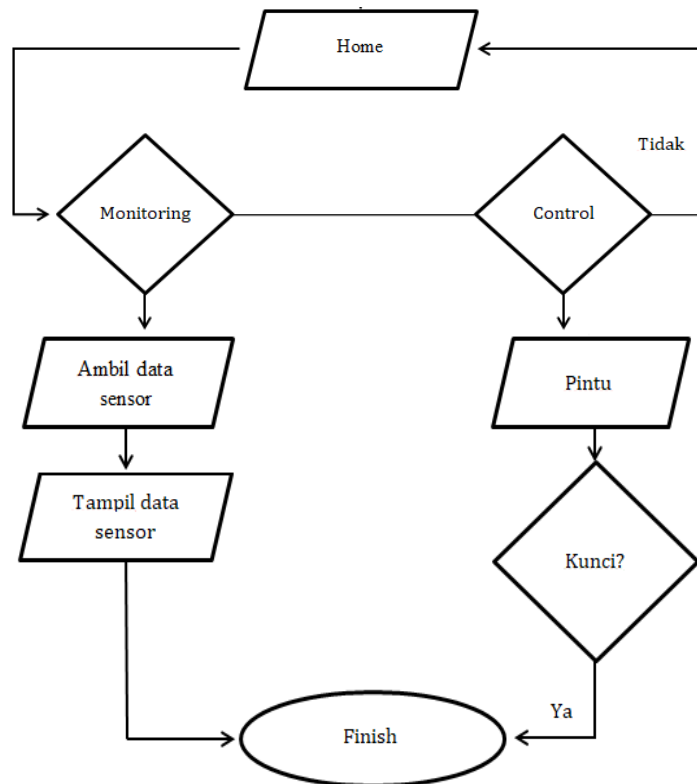 Home
Tidak
Monitoring
Control
Ambil data
sensor
Pintu
Tampil data
sensor
Kunci?
Ya
Finish